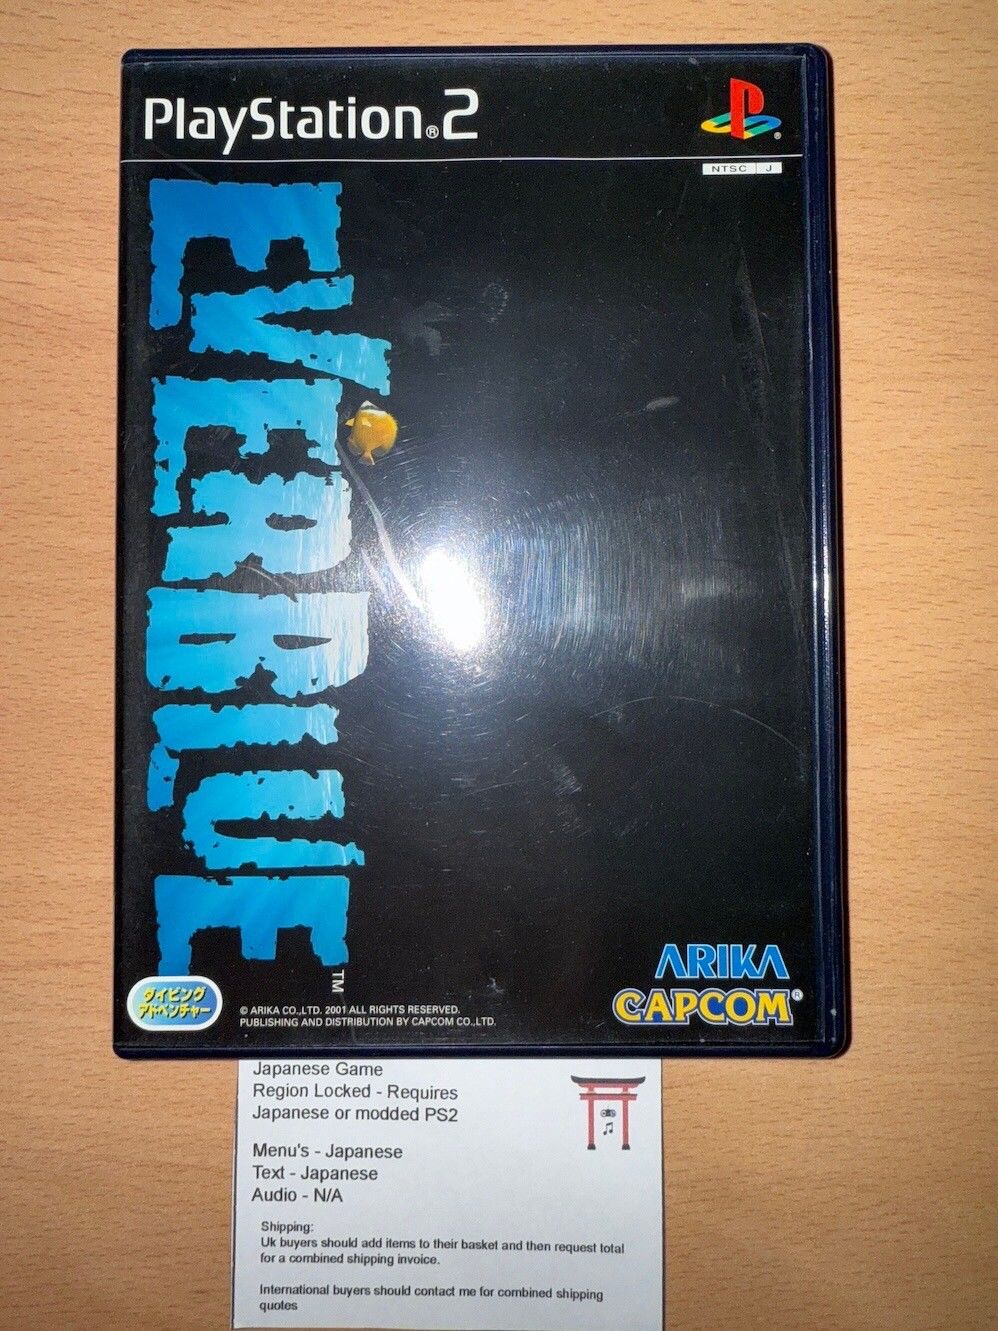 PlayStation®2
NTSC J
EVERBLUE™
ダイビング
アドベンチャー
© ARIKA CO.,LTD. 2001 ALL RIGHTS RESERVED.
PUBLISHING AND DISTRIBUTION BY CAPCOM CO.,LTD.
ARIKA
CAPCOM®
Japanese Game
Region Locked - Requires
Japanese or modded PS2
Menu's - Japanese
Text - Japanese
Audio - N/A
Shipping:
Uk buyers should add items to their basket and then request total
for a combined shipping invoice.
International buyers should contact me for combined shipping
quotes